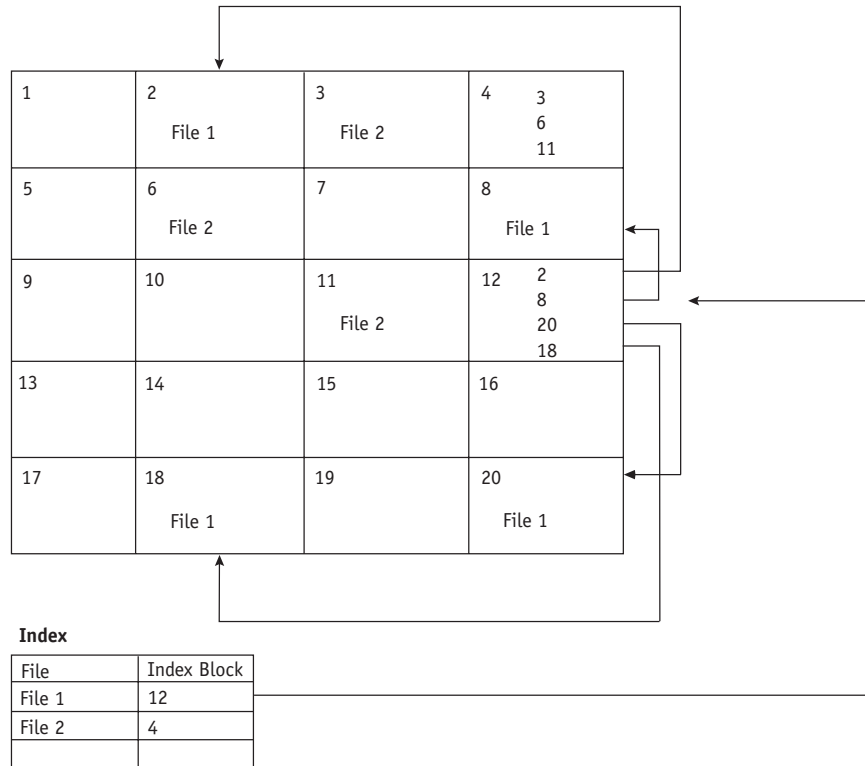 1 2 3 4 3
File 1 File 2 6
11
5 6 7 8
File 2 File 1
9 10 11 12 2
8
File 2 20
18
13 14 15 16
17 18 19 20
File 1 File 1
Index
File Index Block
File 1 12
File 2 4